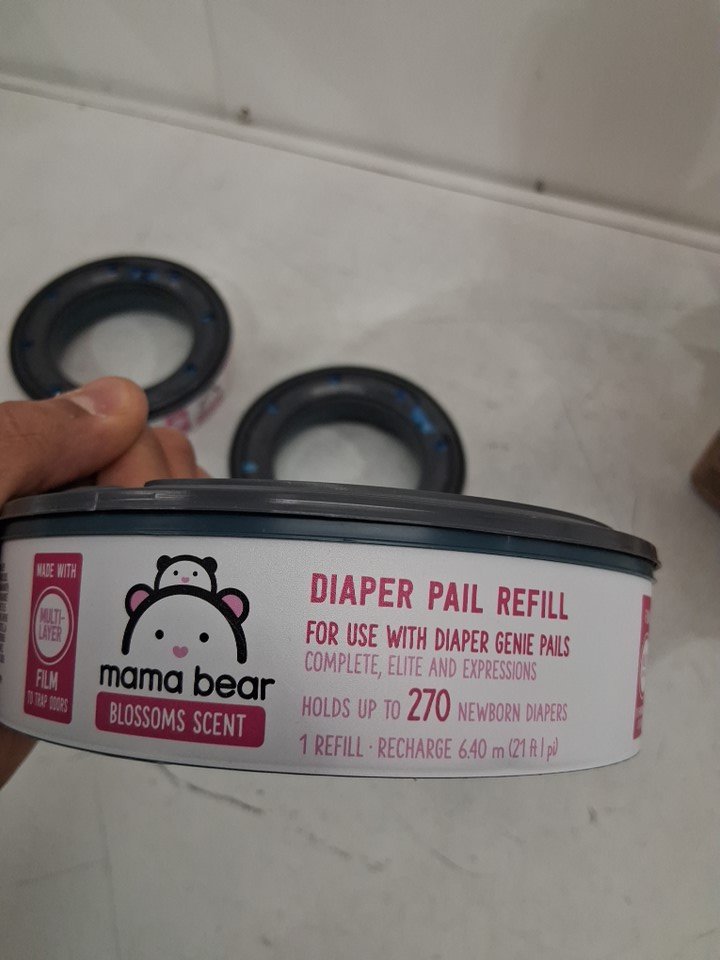 MADE WITH
MULTI-
LAYER
FILM
TO TRAP ODORS
mama bear
BLOSSOMS SCENT
DIAPER PAIL REFILL
FOR USE WITH DIAPER GENIE PAILS
COMPLETE, ELITE AND EXPRESSIONS
HOLDS UP TO 270 NEWBORN DIAPERS
1 REFILL · RECHARGE 6.40 m (21 ft | pi)